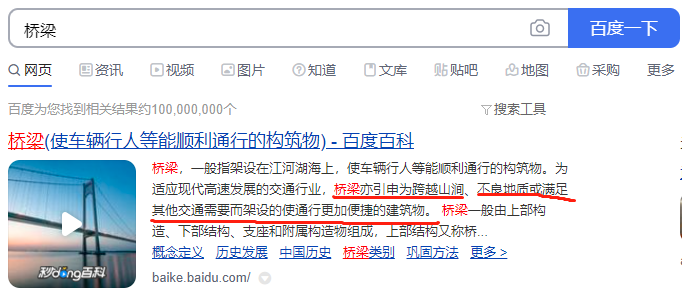 桥梁
百度一下
网页 资讯 视频 图片 知道 文库 贴吧 地图 采购 更多
百度为您找到相关结果约100,000,000个 搜索工具
桥梁(使车辆行人等能顺利通行的构筑物) - 百度百科
桥梁，一般指架设在江河湖海上，使车辆行人等能顺利通行的构筑物。为
适应现代高速发展的交通行业，桥梁亦引申为跨越山涧、不良地质或满足
其他交通需要而架设的使通行更加便捷的建筑物。桥梁一般由上部构
造、下部结构、支座和附属构造物组成，上部结构又称桥...
概念定义 历史发展 中国历史 桥梁类别 巩固方法 更多 >
秒dong百科
baike.baidu.com/